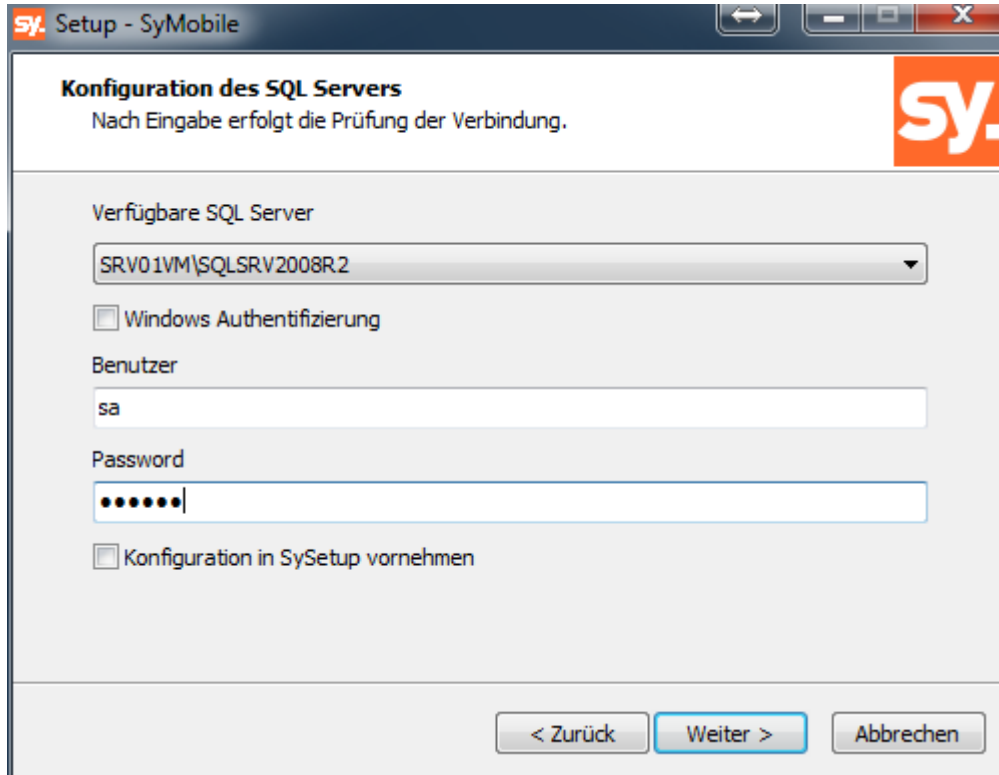 sy. Setup - SyMobile
Konfiguration des SQL Servers
Nach Eingabe erfolgt die Prüfung der Verbindung.
sy.
Verfügbare SQL Server
SRV01VM\SQLSRV2008R2
Windows Authentifizierung
Benutzer
sa
Password
●●●●●●
Konfiguration in SySetup vornehmen
< Zurück Weiter > Abbrechen